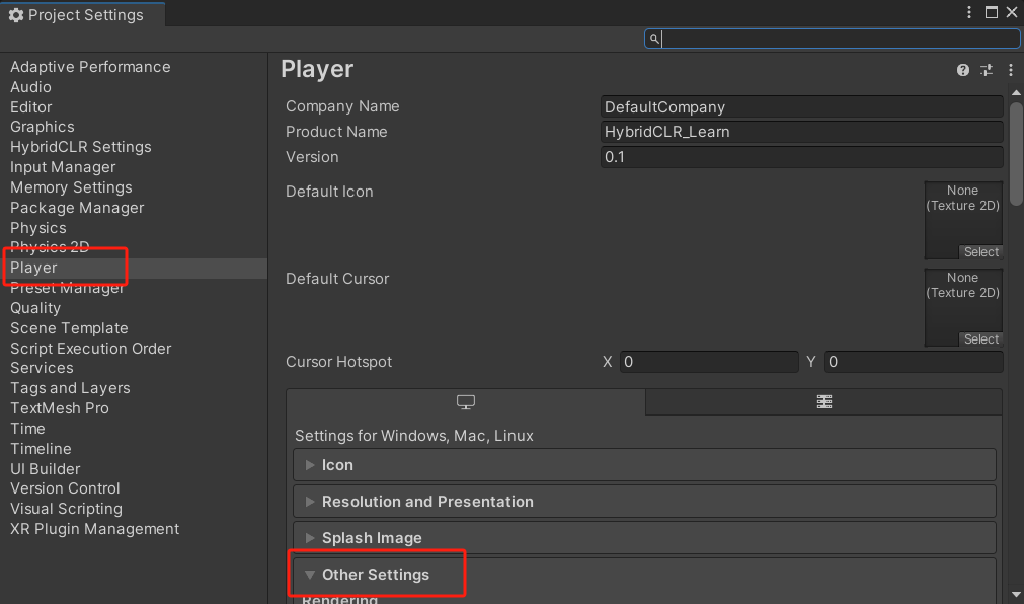 Project Settings
Adaptive Performance
Audio
Editor
Graphics
HybridCLR Settings
Input Manager
Memory Settings
Package Manager
Physics
Physics 2D
Player
Preset Manager
Quality
Scene Template
Script Execution Order
Services
Tags and Layers
TextMesh Pro
Time
Timeline
UI Builder
Version Control
Visual Scripting
XR Plugin Management
Player
Company Name DefaultCompany
Product Name HybridCLR_Learn
Version 0.1
Default Icon
None
(Texture 2D)
Select
Default Cursor
None
(Texture 2D)
Select
Cursor Hotspot X 0 Y 0
Settings for Windows, Mac, Linux
Icon
Resolution and Presentation
Splash Image
Other Settings
Rendering